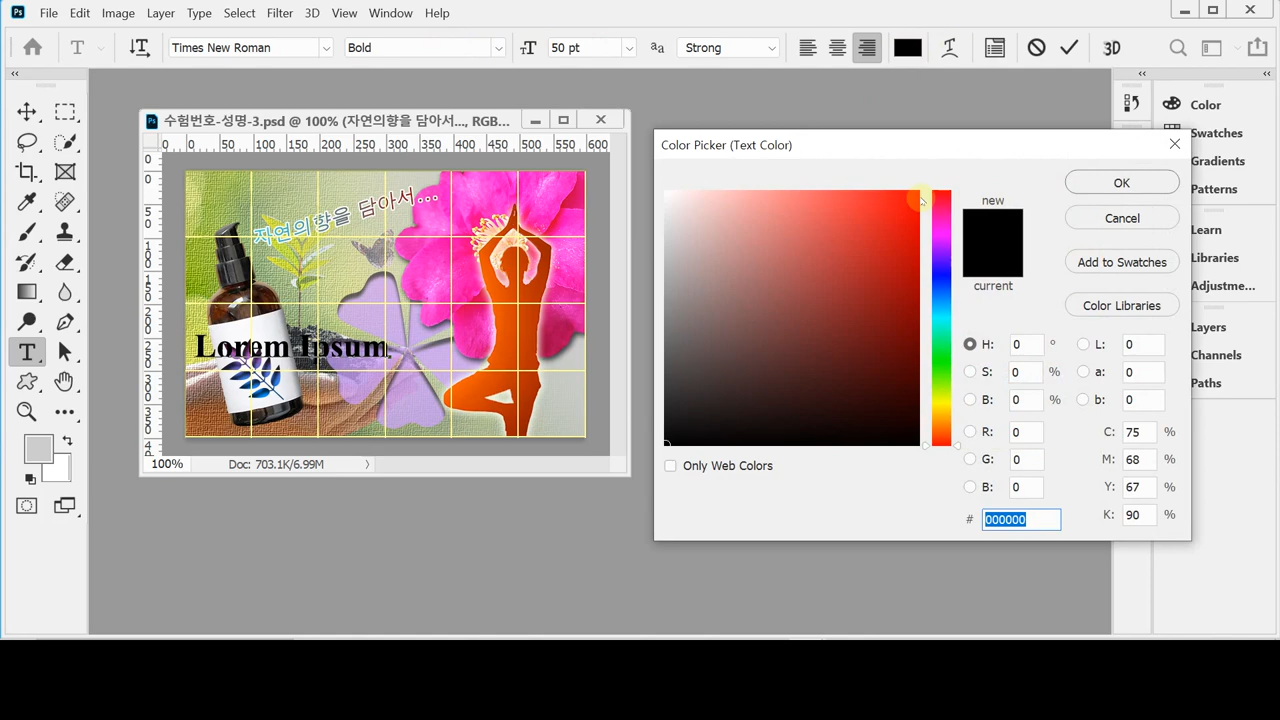 File Edit Image Layer Type Select Filter 3D View Window Help
T Times New Roman Bold 50 pt aa Strong 3D
수험번호-성명-3.psd @ 100% (자연의향을 담아서..., RGB...
0 0 50 100 150 200 250 300 350 400 450 500 550 600
자연의향을 담아서...
Lorem Ipsum
100% Doc: 703.1K/6.99M
Color Picker (Text Color)
new
current
OK
Cancel
Add to Swatches
Color Libraries
H: 0 ° L: 0
S: 0 % a: 0
B: 0 % b: 0
R: 0 C: 75 %
G: 0 M: 68 %
B: 0 Y: 67 %
# 000000 K: 90 %
Only Web Colors
Color
Swatches
Gradients
Patterns
Learn
Libraries
Adjustme...
Layers
Channels
Paths